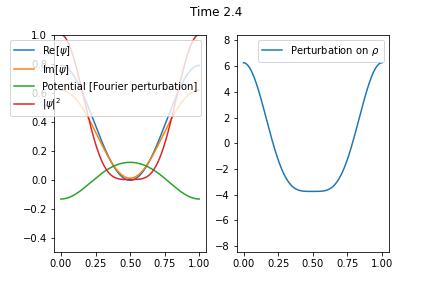 Time 2.4
Re[ψ]
Im[ψ]
Potential [Fourier perturbation]
|ψ|²
1.0
0.8
0.6
0.4
0.2
0.0
−0.2
−0.4
0.00 0.25 0.50 0.75 1.00
Perturbation on ρ
8
6
4
2
0
−2
−4
−6
−8
0.00 0.25 0.50 0.75 1.00